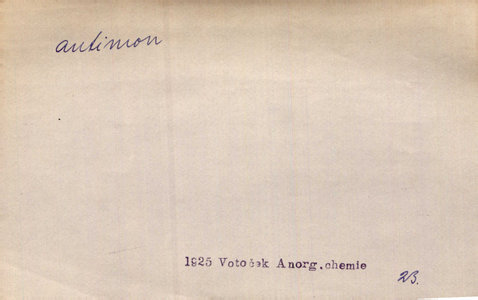 antimon
1925 Votoček Anorg.chemie
23.